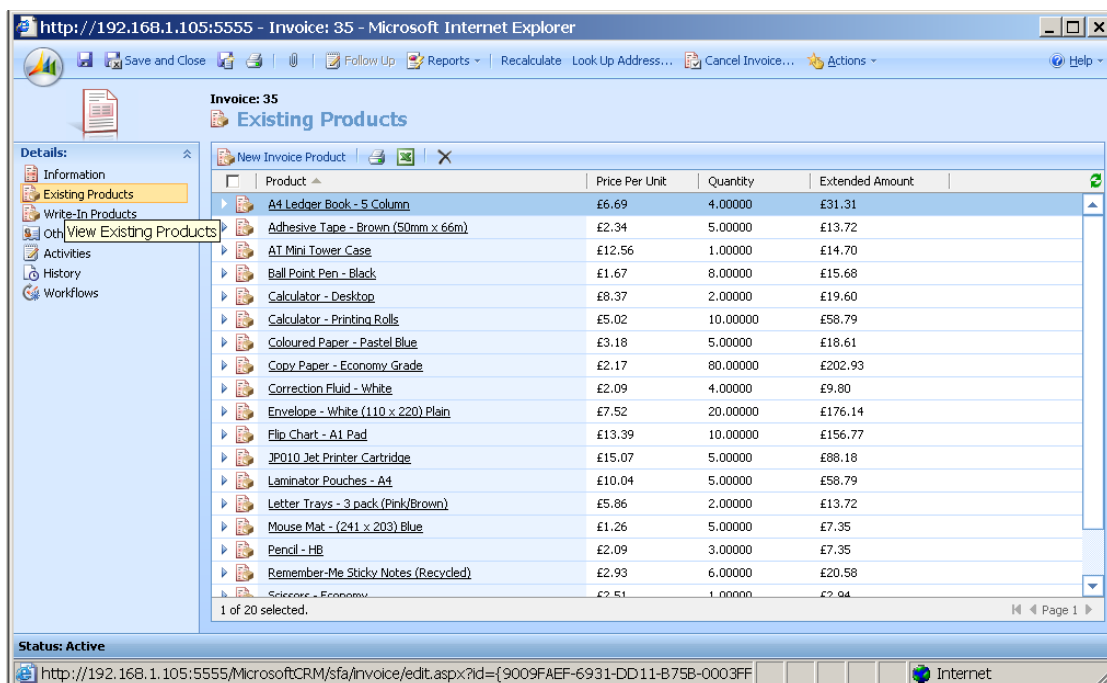 http://192.168.1.105:5555 - Invoice: 35 - Microsoft Internet Explorer
Save and Close Follow Up Reports Recalculate Look Up Address... Cancel Invoice... Actions Help
Invoice: 35
Existing Products
Details:
Information
Existing Products
Write-In Products
Oth
View Existing Products
Activities
History
Workflows
New Invoice Product
Product Price Per Unit Quantity Extended Amount
A4 Ledger Book - 5 Column £6.69 4.00000 £31.31
Adhesive Tape - Brown (50mm x 66m) £2.34 5.00000 £13.72
AT Mini Tower Case £12.56 1.00000 £14.70
Ball Point Pen - Black £1.67 8.00000 £15.68
Calculator - Desktop £8.37 2.00000 £19.60
Calculator - Printing Rolls £5.02 10.00000 £58.79
Coloured Paper - Pastel Blue £3.18 5.00000 £18.61
Copy Paper - Economy Grade £2.17 80.00000 £202.93
Correction Fluid - White £2.09 4.00000 £9.80
Envelope - White (110 x 220) Plain £7.52 20.00000 £176.14
Flip Chart - A1 Pad £13.39 10.00000 £156.77
JP010 Jet Printer Cartridge £15.07 5.00000 £88.18
Laminator Pouches - A4 £10.04 5.00000 £58.79
Letter Trays - 3 pack (Pink/Brown) £5.86 2.00000 £13.72
Mouse Mat - (241 x 203) Blue £1.26 5.00000 £7.35
Pencil - HB £2.09 3.00000 £7.35
Remember-Me Sticky Notes (Recycled) £2.93 6.00000 £20.58
Scissors - Economy £2.51 1.00000 £2.94
1 of 20 selected. Page 1
Status: Active
http://192.168.1.105:5555/MicrosoftCRM/sfa/invoice/edit.aspx?id={9009FAEF-6931-DD11-B75B-0003FF Internet